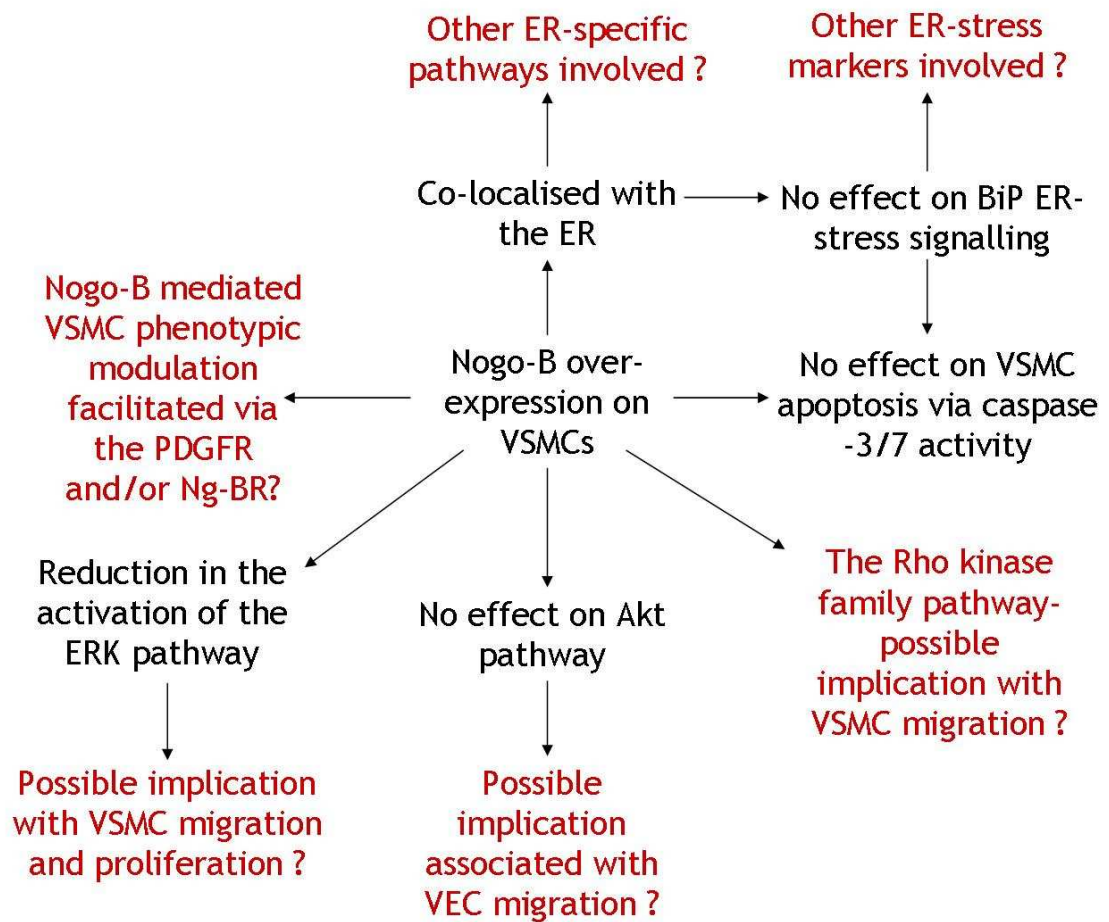 Other ER-specific
pathways involved ?
Other ER-stress
markers involved ?
Co-localised with
the ER
No effect on BiP ER-
stress signalling
Nogo-B mediated
VSMC phenotypic
modulation
facilitated via
the PDGFR
and/or Ng-BR?
Nogo-B over-
expression on
VSMCs
No effect on VSMC
apoptosis via caspase
-3/7 activity
Reduction in the
activation of the
ERK pathway
No effect on Akt
pathway
The Rho kinase
family pathway-
possible
implication with
VSMC migration ?
Possible implication
with VSMC migration
and proliferation ?
Possible
implication
associated with
VEC migration ?